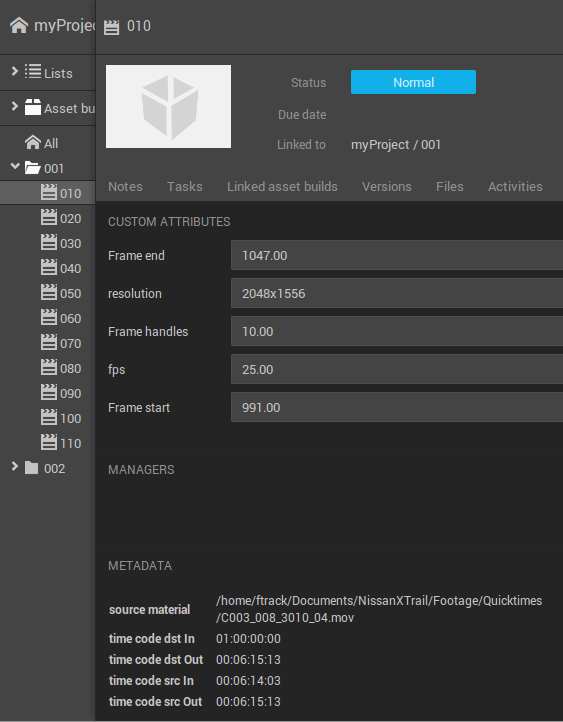 myProjec
010
Lists
Asset bu
All
001
010
020
030
040
050
060
070
080
090
100
110
002
Status
Normal
Due date
Linked to
myProject / 001
Notes Tasks Linked asset builds Versions Files Activities
CUSTOM ATTRIBUTES
Frame end 1047.00
resolution 2048x1556
Frame handles 10.00
fps 25.00
Frame start 991.00
MANAGERS
METADATA
source material /home/ftrack/Documents/NissanXTrail/Footage/Quicktimes
/C003_008_3010_04.mov
time code dst In 01:00:00:00
time code dst Out 00:06:15:13
time code src In 00:06:14:03
time code src Out 00:06:15:13